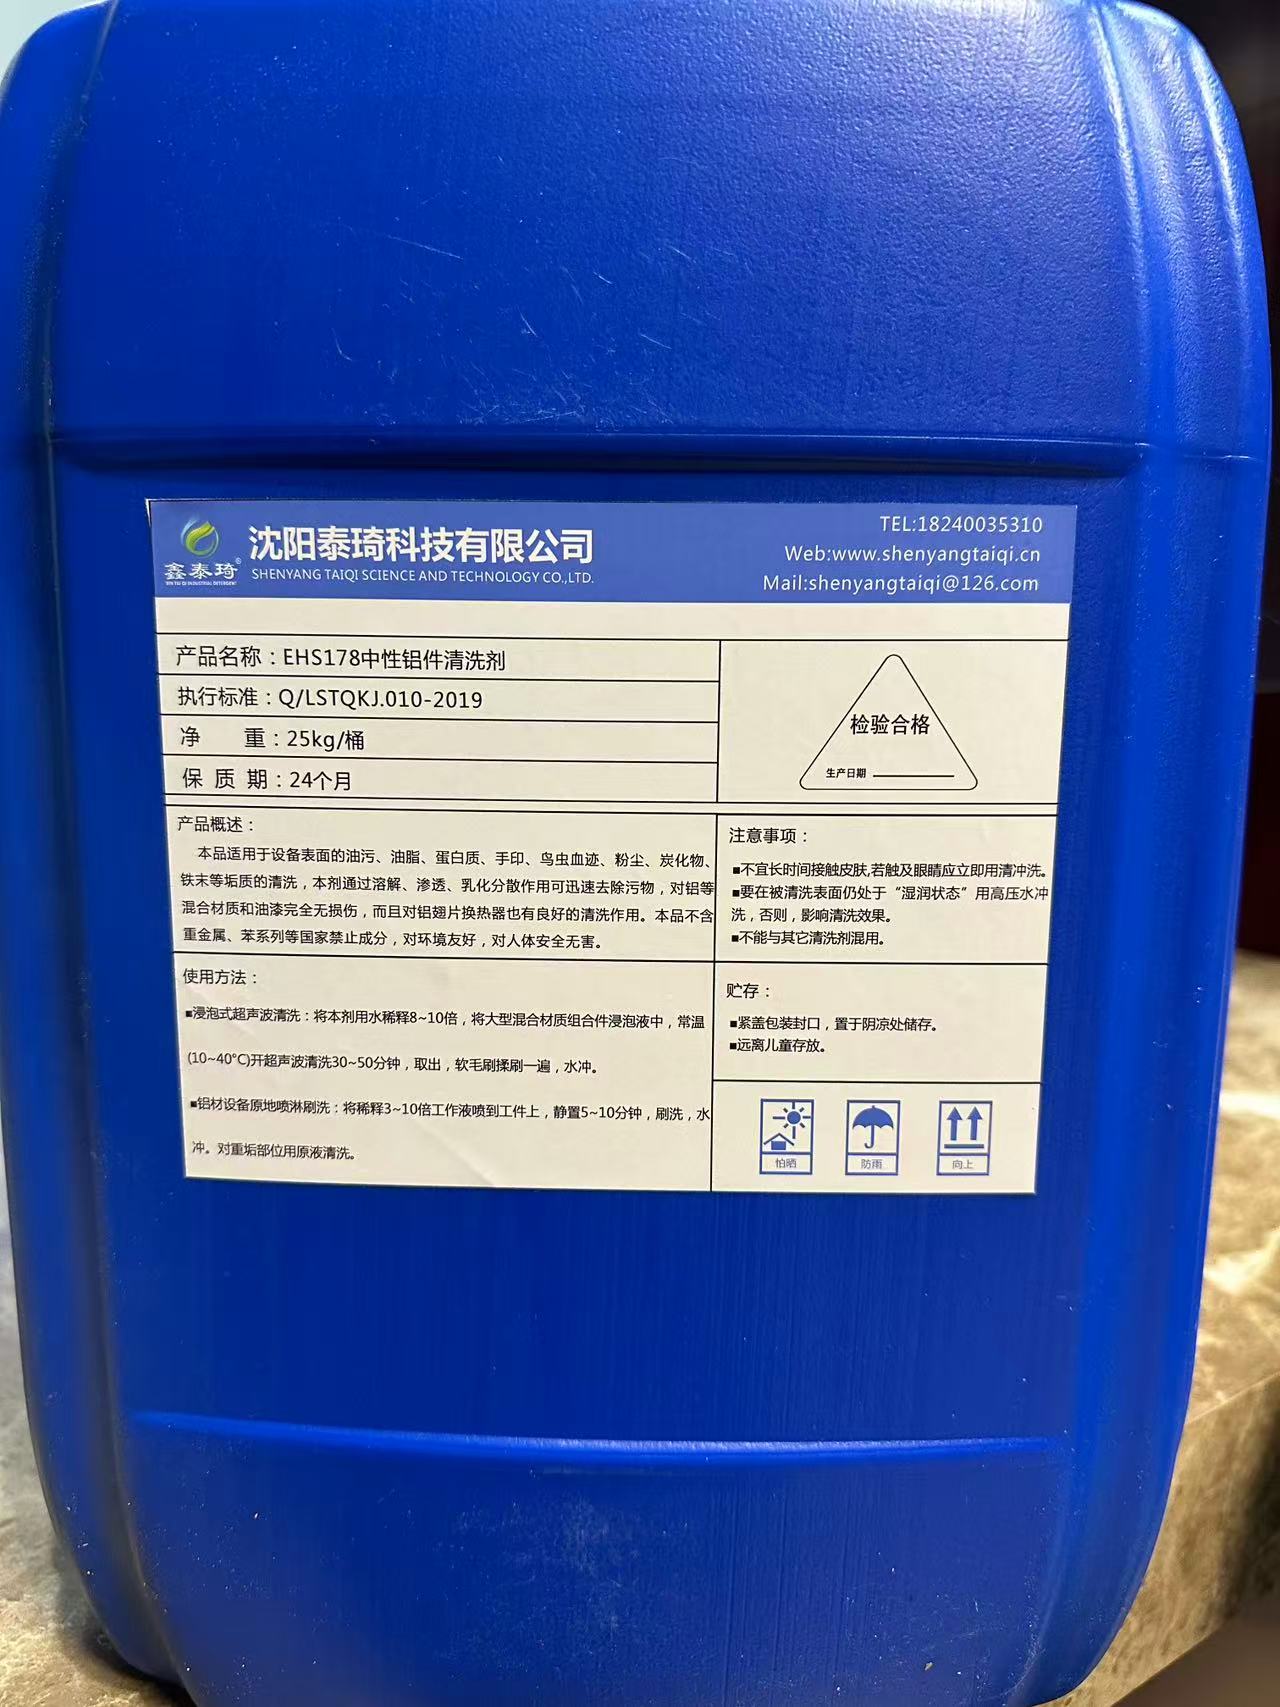 鑫泰琦®
XIN TAI QI INDUSTRIAL DETERGENT
沈阳泰琦科技有限公司
SHENYANG TAIQI SCIENCE AND TECHNOLOGY CO.,LTD.
TEL:18240035310
Web:www.shenyangtaiqi.cn
Mail:shenyangtaiqi@126.com
产品名称：EHS178中性铝件清洗剂
执行标准：Q/LSTQKJ.010-2019
净 重：25kg/桶
保 质 期：24个月
检验合格
生产日期
产品概述：
本品适用于设备表面的油污、油脂、蛋白质、手印、鸟虫血迹、粉尘、炭化物、
铁末等垢质的清洗，本剂通过溶解、渗透、乳化分散作用可迅速去除污物，对铝等
混合材质和油漆完全无损伤，而且对铝翅片换热器也有良好的清洗作用。本品不含
重金属、苯系列等国家禁止成分，对环境友好，对人体安全无害。
注意事项：
■不宜长时间接触皮肤,若触及眼睛应立即用清冲洗。
■要在被清洗表面仍处于“湿润状态”用高压水冲
洗，否则，影响清洗效果。
■不能与其它清洗剂混用。
使用方法：
■浸泡式超声波清洗：将本剂用水稀释8~10倍，将大型混合材质组合件浸泡液中，常温
(10~40℃)开超声波清洗30~50分钟，取出，软毛刷揉刷一遍，水冲。
■铝材设备原地喷淋刷洗：将稀释3~10倍工作液喷到工件上，静置5~10分钟，刷洗，水
冲。对重垢部位用原液清洗。
贮存：
■紧盖包装封口，置于阴凉处储存。
■远离儿童存放。
怕晒
防雨
向上